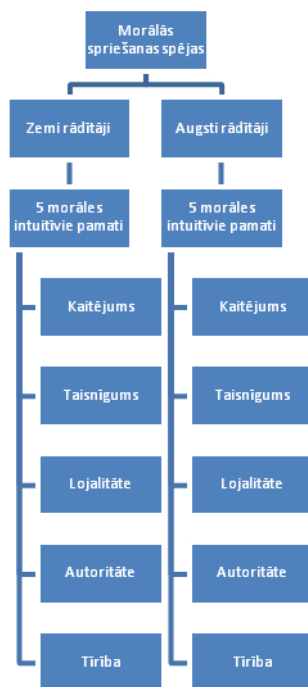 Morālās
spriešanas spējas
Zemi rādītāji
Augsti rādītāji
5 morāles
intuitīvie pamati
5 morāles
intuitīvie pamati
Kaitējums
Kaitējums
Taisnīgums
Taisnīgums
Lojalitāte
Lojalitāte
Autoritāte
Autoritāte
Tīrība
Tīrība